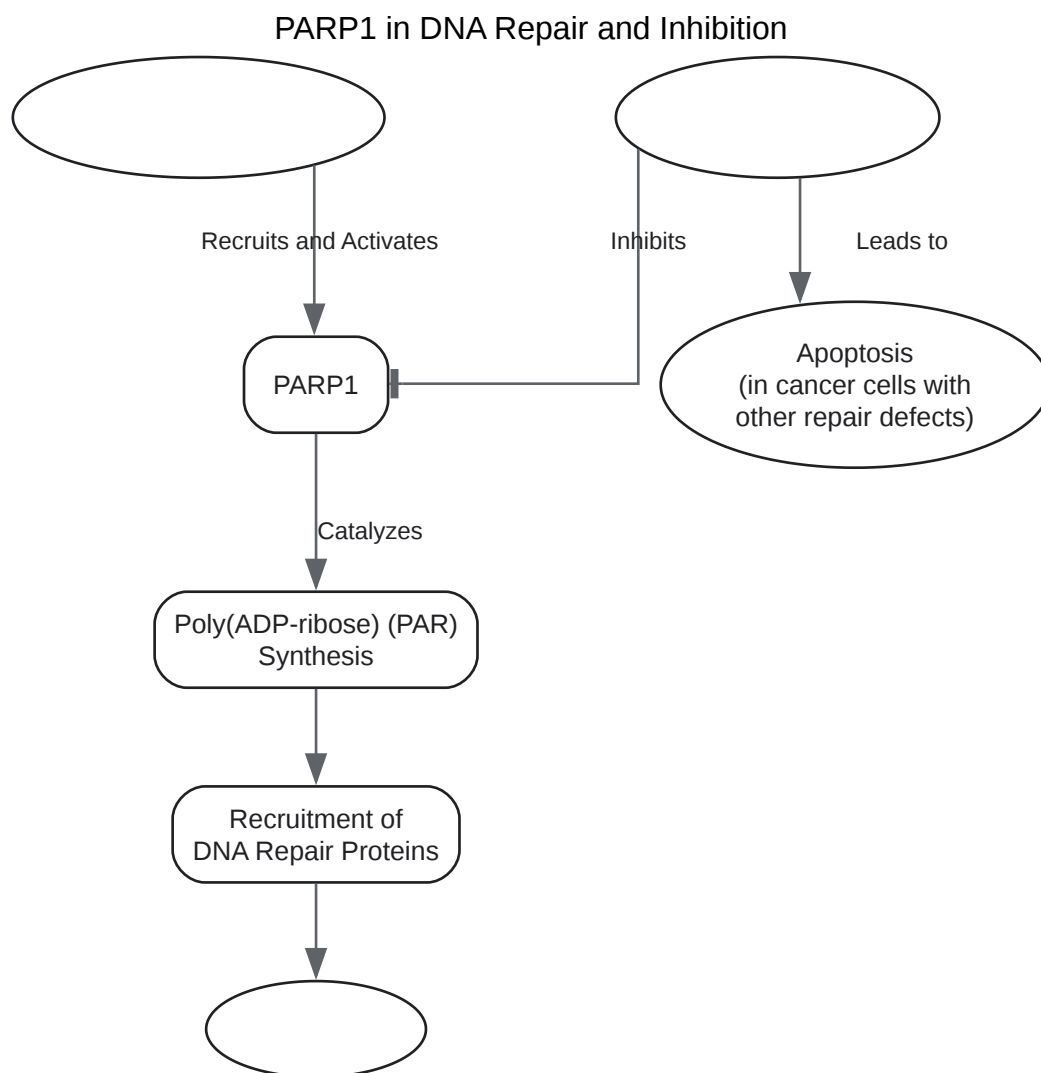 PARP1 in DNA Repair and Inhibition
Recruits and Activates
Inhibits
Leads to
PARP1
Apoptosis
(in cancer cells with
other repair defects)
Catalyzes
Poly(ADP-ribose) (PAR)
Synthesis
Recruitment of
DNA Repair Proteins